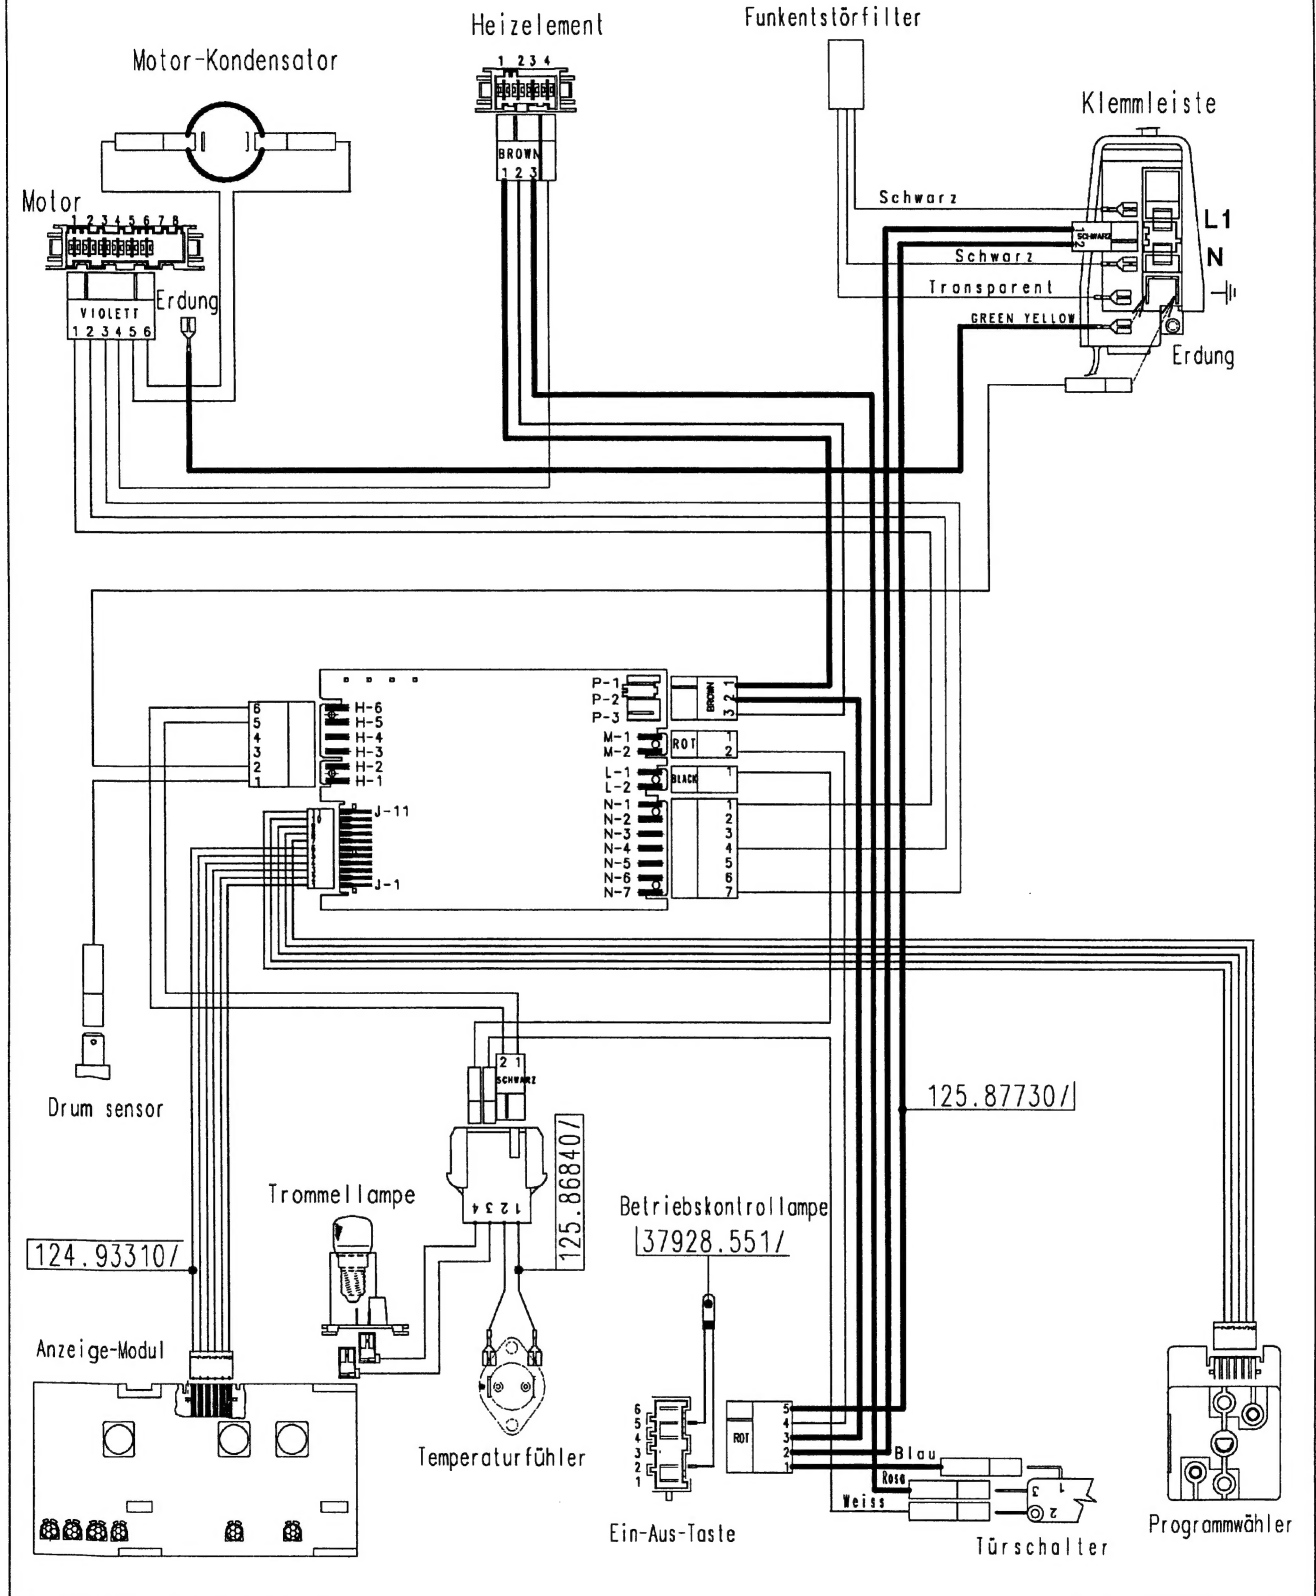 Heizelement
Funkentstörfilter
Motor-Kondensator
1 2 3 4
Klemmleiste
BROWN
1 2 3
Motor
1 2 3 4 5 6 7 8
Schwarz
L1
1
2
SCHWARZ
Schwarz
N
Erdung
Transparent
VIOLETT
GREEN YELLOW
1 2 3 4 5 6
Erdung
P-1
P-2
P-3
BROWN
1
2
3
6
5
4
3
2
1
H-6
H-5
H-4
H-3
H-2
H-1
M-1
M-2
ROT
1
2
L-1
L-2
BLACK
1
J-11
J-1
N-1
N-2
N-3
N-4
N-5
N-6
N-7
1
2
3
4
5
6
7
2 1
SCHWARZ
Drum sensor
125.87730/
125.86840/
Trommellampe
4 3 2 1
Betriebskontrollampe
37928.551/
124.93310/
Anzeige-Modul
6
5
4
3
2
1
ROT
5
4
3
2
1
Blau
Rosa
Weiss
3
1
2
Temperaturfühler
Ein-Aus-Taste
Türschalter
Programmwähler